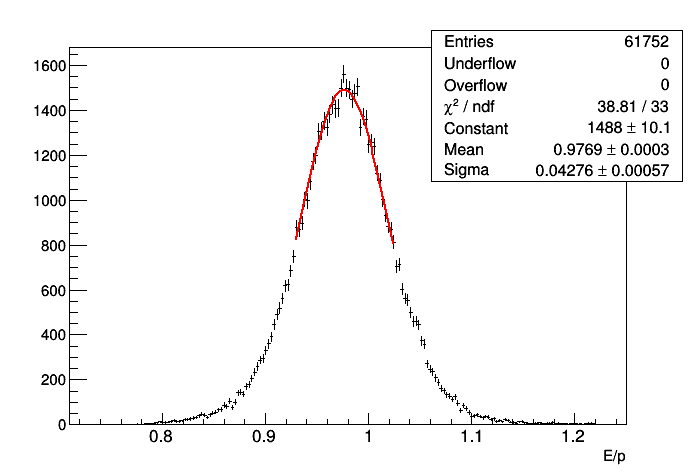 Entries 61752
Underflow 0
Overflow 0
χ² / ndf 38.81 / 33
Constant 1488 ± 10.1
Mean 0.9769 ± 0.0003
Sigma 0.04276 ± 0.00057
1600
1400
1200
1000
800
600
400
200
0
0.8 0.9 1 1.1 1.2
E/p